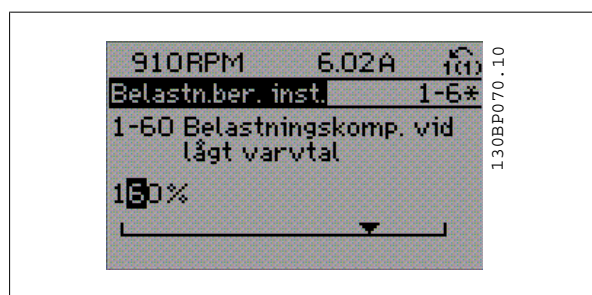 910RPM 6.02A 1(1)
Belastn.ber. inst. 1-6*
1-60 Belastningskomp. vid
lågt varvtal
160%
130BP070.10